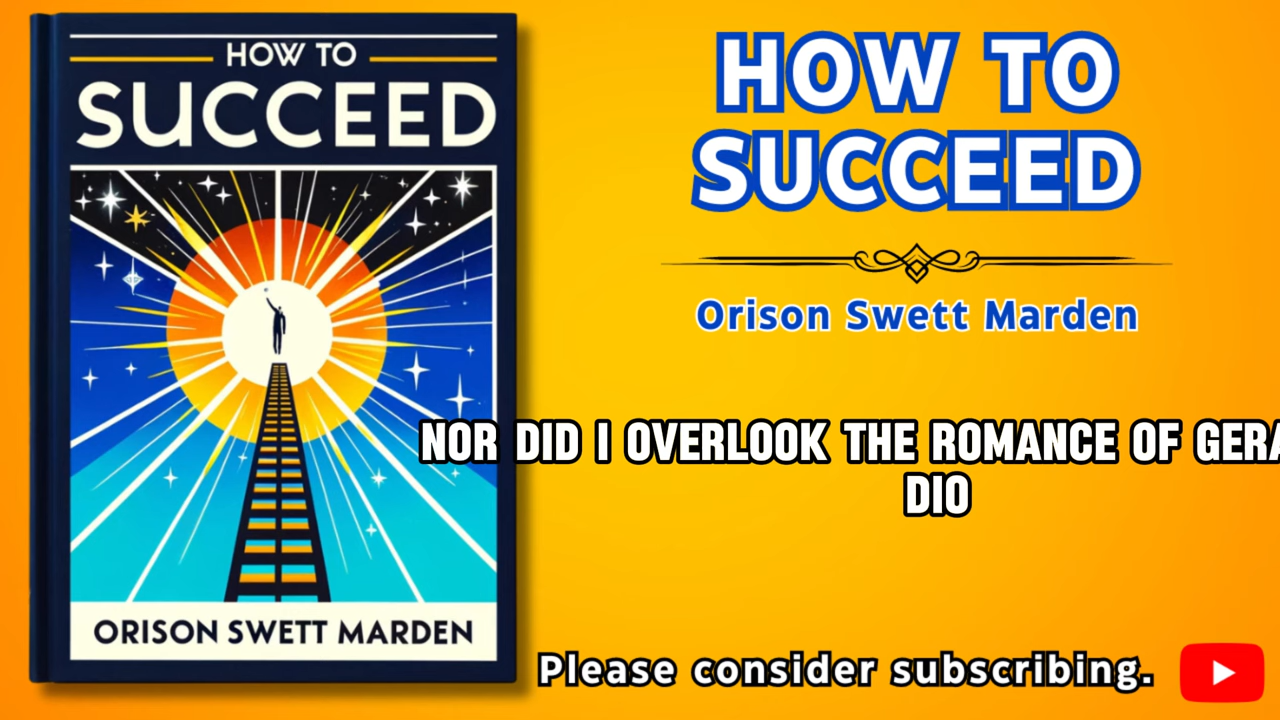 HOW TO
SUCCEED
ORISON SWETT MARDEN
HOW TO
SUCCEED
Orison Swett Marden
NOR DID I OVERLOOK THE ROMANCE OF
DIO
Please consider subscribing.